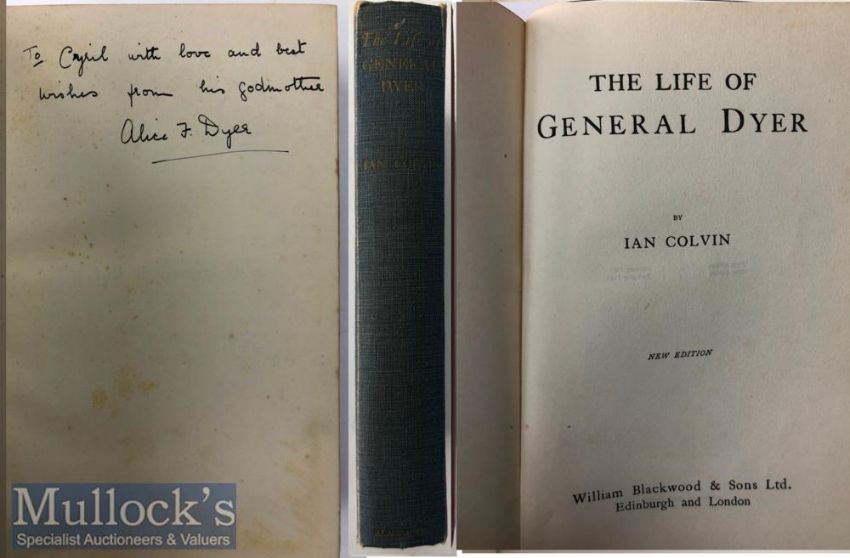 To Cyril with love and best
wishes from his godmother
Alice F. Dyer
Mullock's
Specialist Auctioneers & Valuers
The Life of
GENERAL
DYER
IAN COLVIN
THE LIFE OF
GENERAL DYER
BY
IAN COLVIN
NEW EDITION
William Blackwood & Sons Ltd.
Edinburgh and London